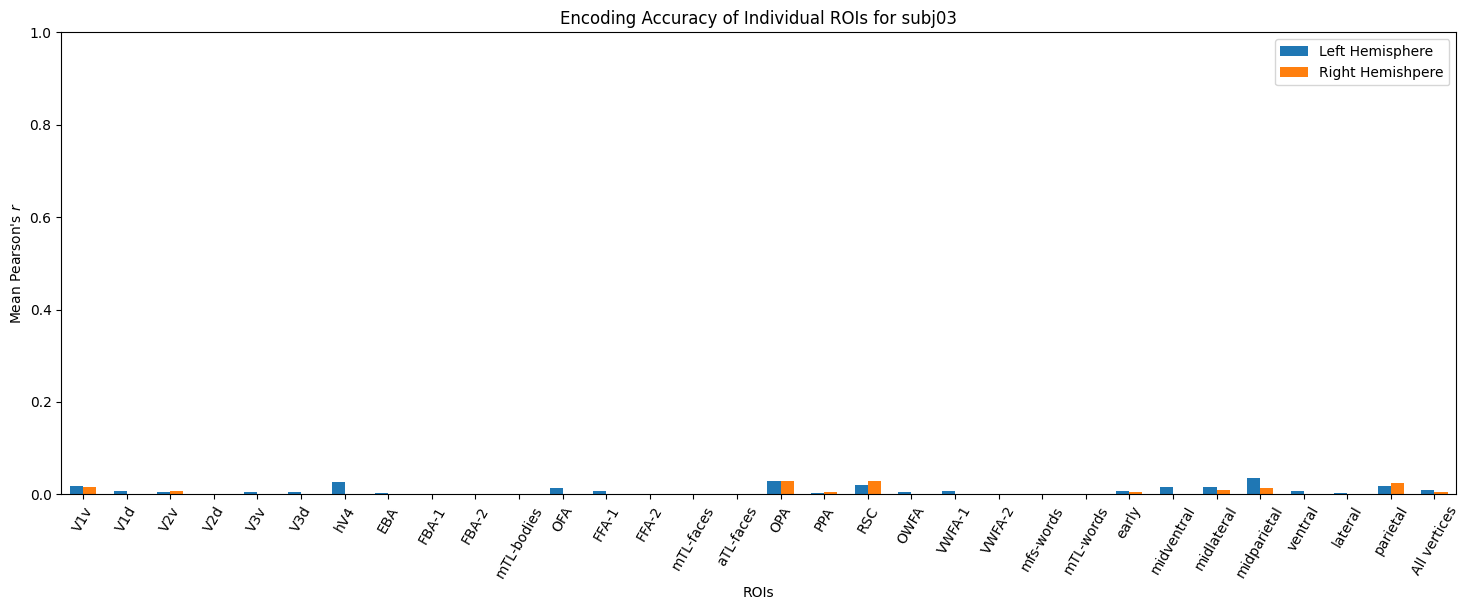 Encoding Accuracy of Individual ROIs for subj03
Left Hemisphere
Right Hemishpere
Mean Pearson's r
1.0
0.8
0.6
0.4
0.2
0.0
V1v
V1d
V2v
V2d
V3v
V3d
hV4
EBA
FBA-1
FBA-2
mTL-bodies
OFA
FFA-1
FFA-2
mTL-faces
aTL-faces
OPA
PPA
RSC
OWFA
VWFA-1
VWFA-2
mfs-words
mTL-words
early
midventral
midlateral
midparietal
ventral
lateral
parietal
All vertices
ROIs